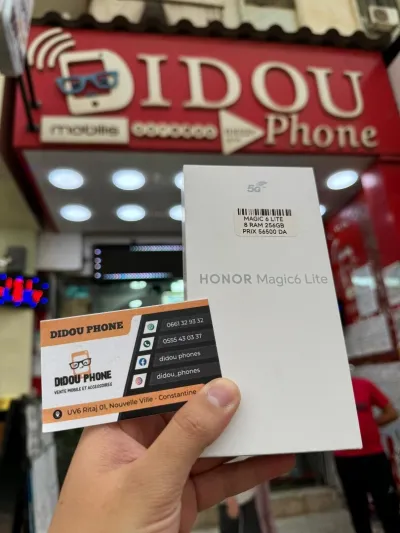 DIDOU
mobilis
Phone
5G
MAGIC 6 LITE
8 RAM 256GB
PRIX 56500 DA
HONOR Magic6 Lite
DIDOU PHONE
0661 32 93 32
0555 43 03 37
didou phones
didou_phones
DIDOU PHONE
VENTE MOBILE ET ACCESSOIRES
UV6 Ritaj 01, Nouvelle Ville - Constantine